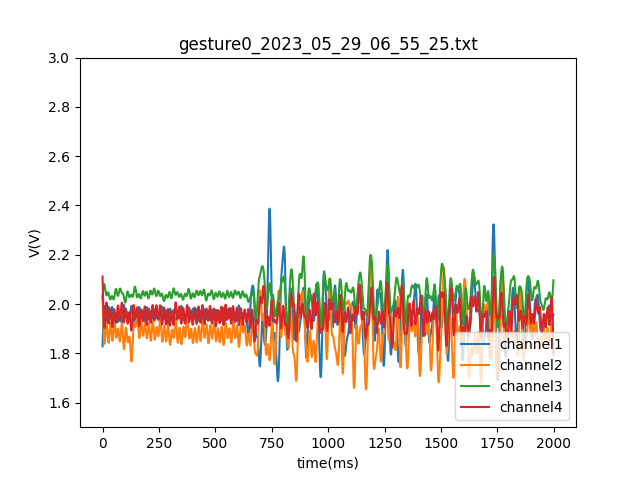 gesture0_2023_05_29_06_55_25.txt
3.0
2.8
2.6
2.4
2.2
2.0
1.8
1.6
V(V)
channel1
channel2
channel3
channel4
0 250 500 750 1000 1250 1500 1750 2000
time(ms)